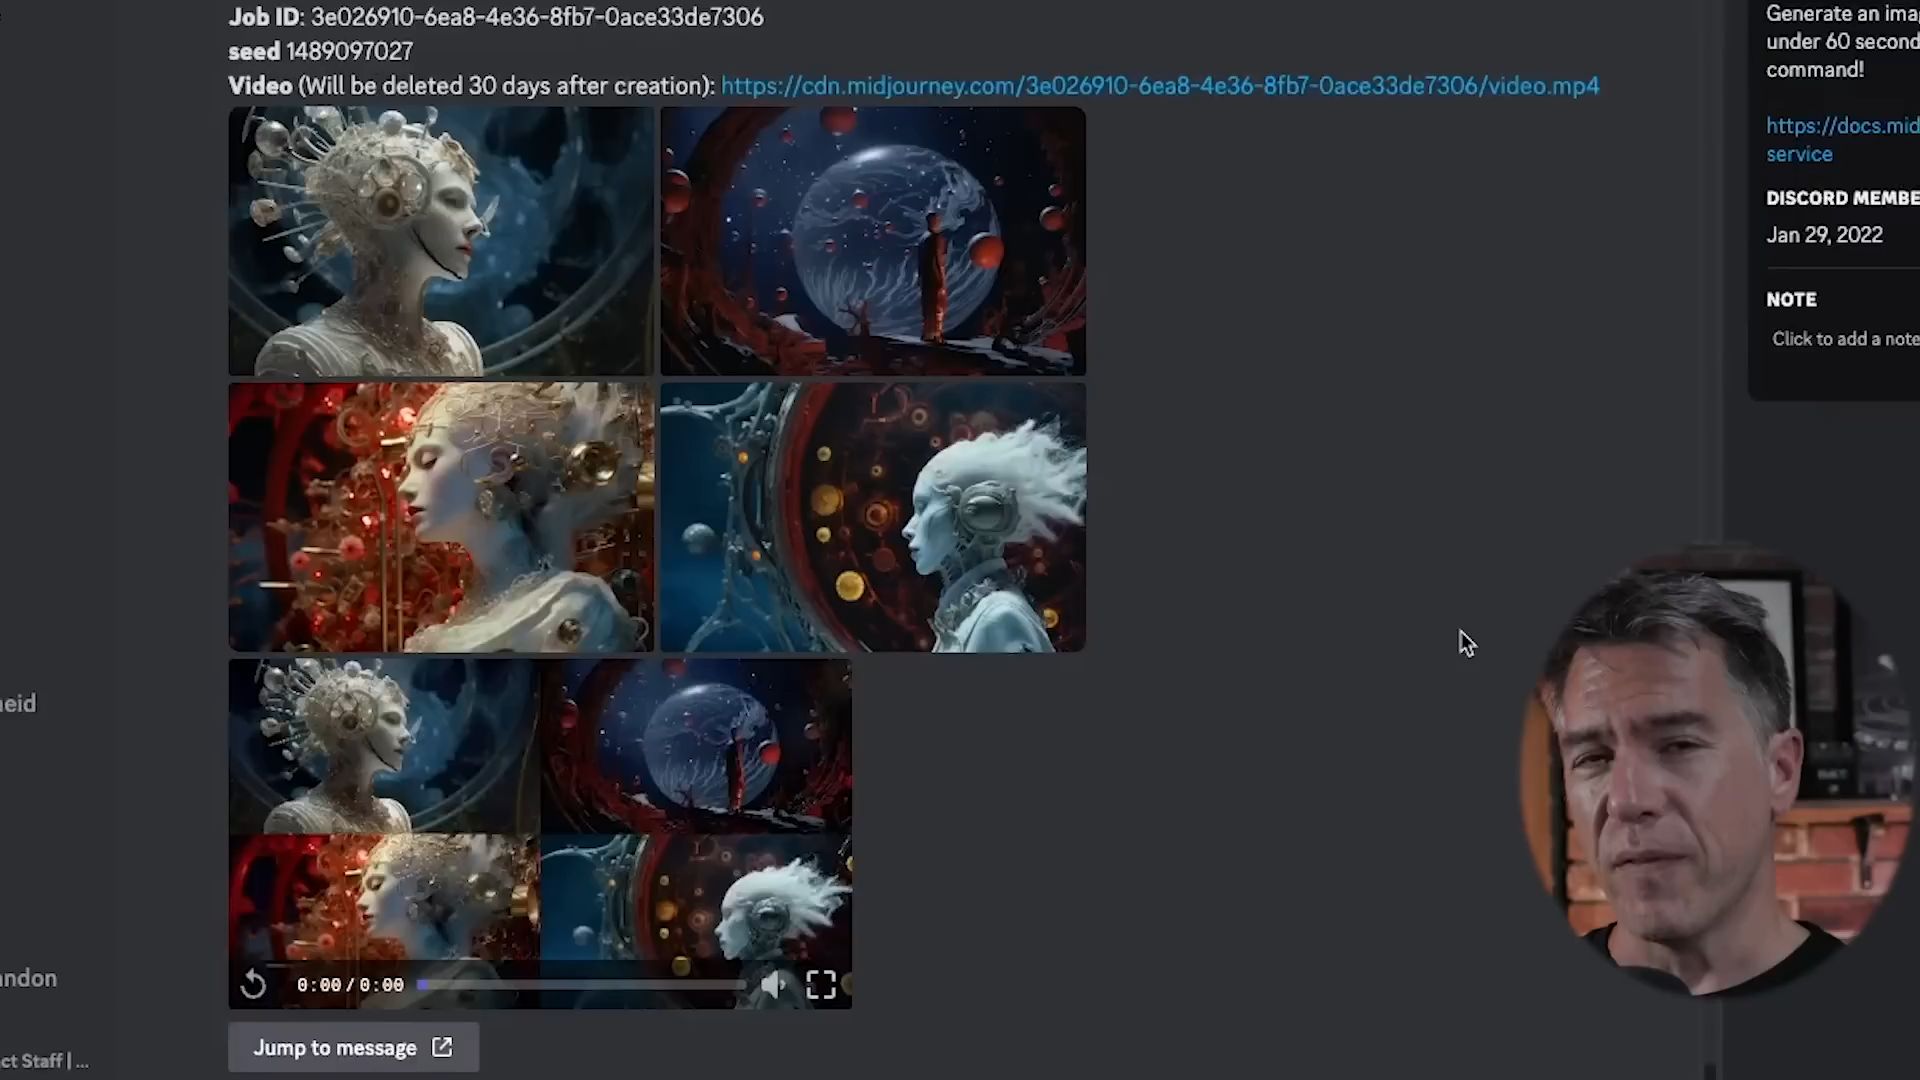 Job ID: 3e026910-6ea8-4e36-8fb7-0ace33de7306
seed 1489097027
Video (Will be deleted 30 days after creation): https://cdn.midjourney.com/3e026910-6ea8-4e36-8fb7-0ace33de7306/video.mp4
0:00 / 0:00
Jump to message
eid
andon
ct Staff | ...
Generate an imag
under 60 second
command!
https://docs.mid
service
DISCORD MEMBE
Jan 29, 2022
NOTE
Click to add a note